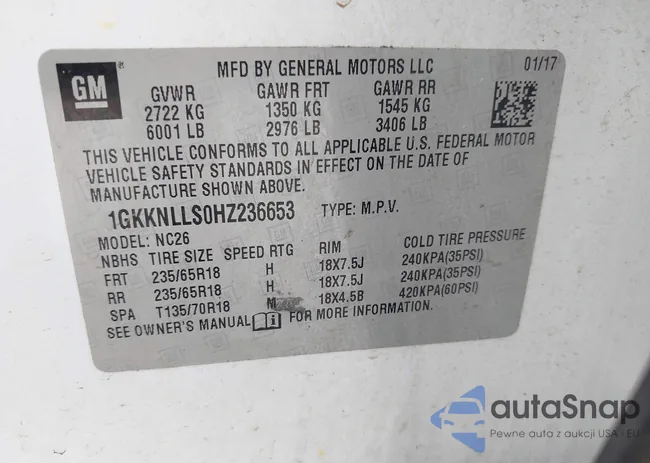 GM
MFD BY GENERAL MOTORS LLC 01/17
GVWR GAWR FRT GAWR RR
2722 KG 1350 KG 1545 KG
6001 LB 2976 LB 3406 LB
THIS VEHICLE CONFORMS TO ALL APPLICABLE U.S. FEDERAL MOTOR
VEHICLE SAFETY STANDARDS IN EFFECT ON THE DATE OF
MANUFACTURE SHOWN ABOVE.
1GKKNLLS0HZ236653 TYPE: M.P.V.
MODEL: NC26
NBHS TIRE SIZE SPEED RTG RIM COLD TIRE PRESSURE
FRT 235/65R18 H 18X7.5J 240KPA(35PSI)
RR 235/65R18 H 18X7.5J 240KPA(35PSI)
SPA T135/70R18 M 18X4.5B 420KPA(60PSI)
SEE OWNER'S MANUAL FOR MORE INFORMATION.
autaSnap
Pewne auta z aukcji USA - EU